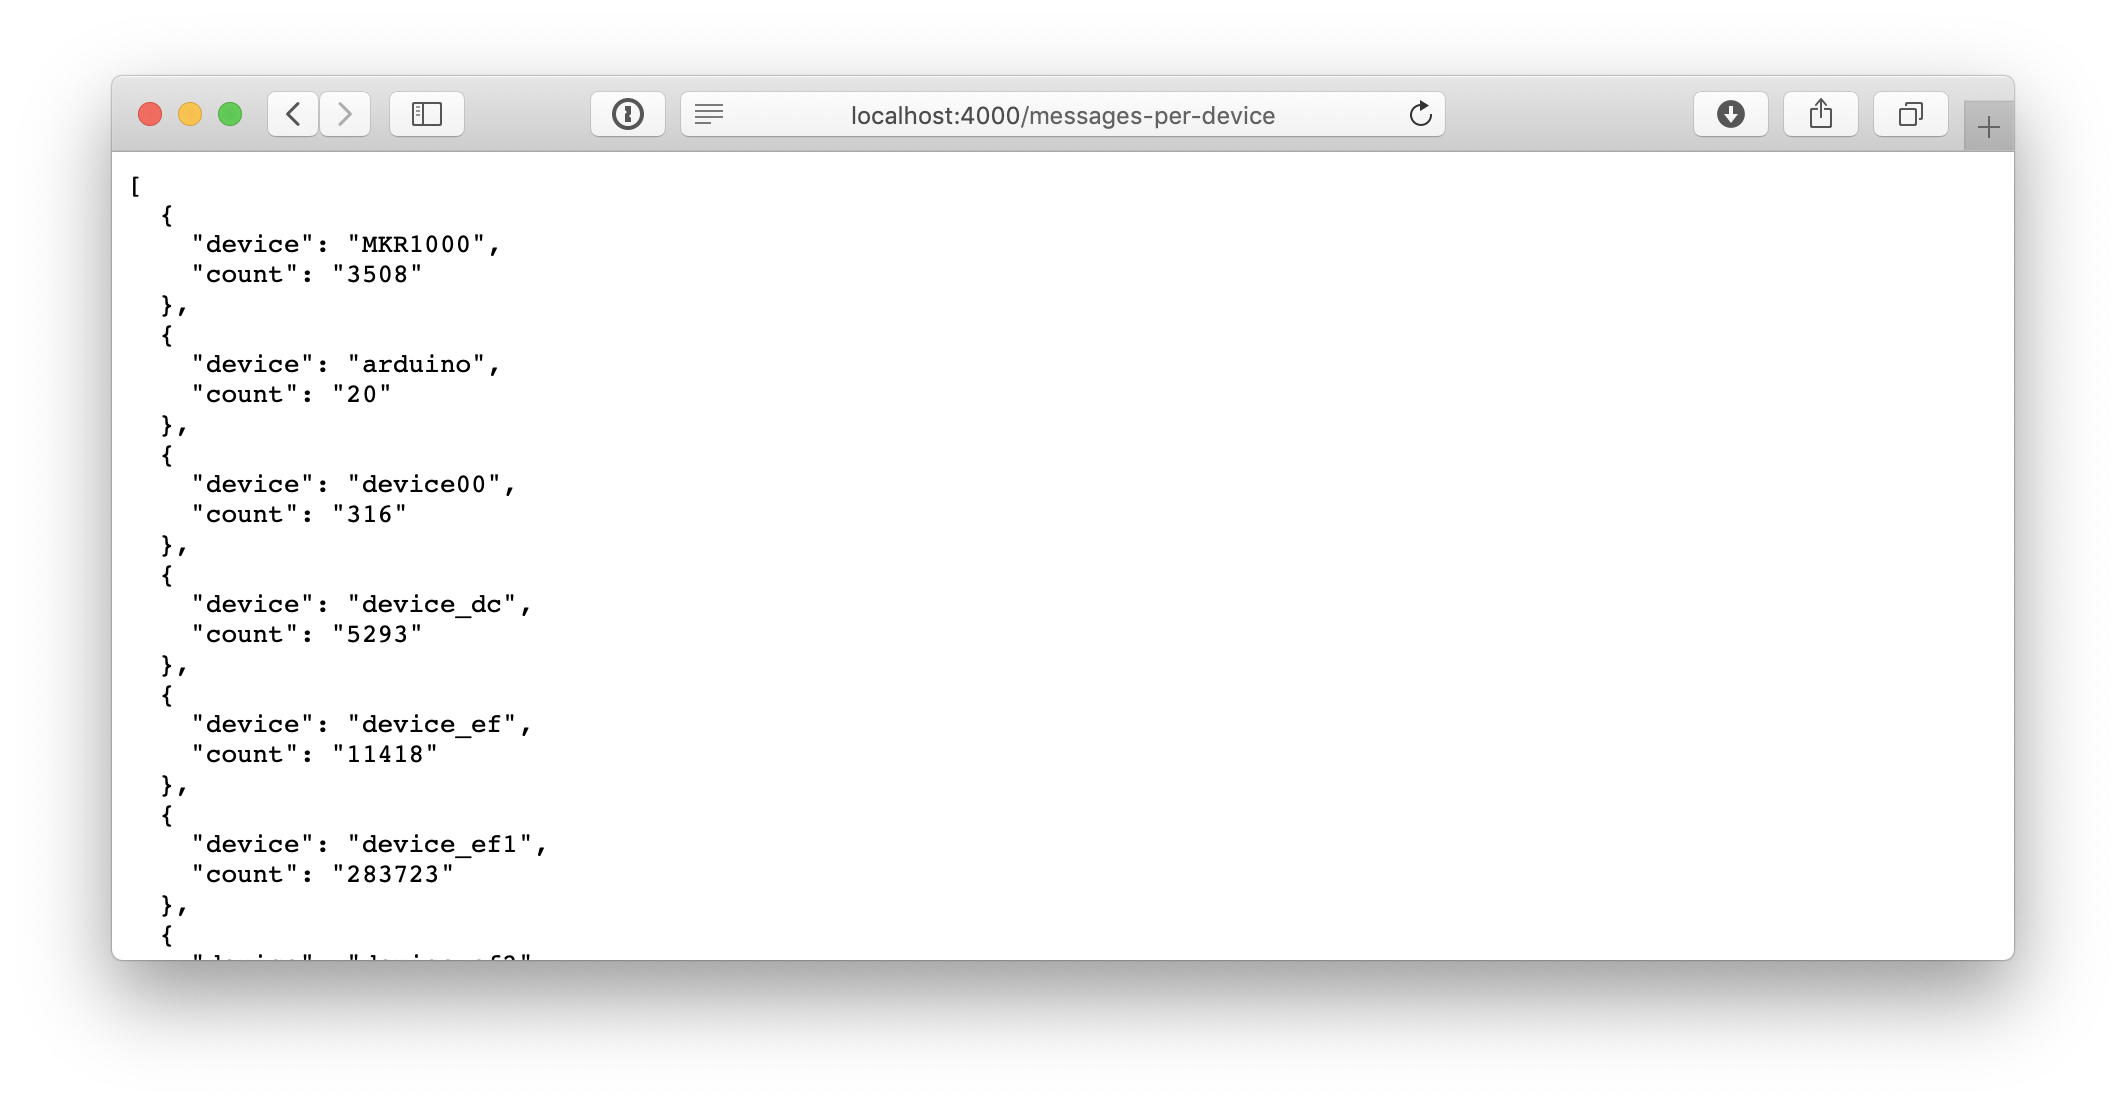 localhost:4000/messages-per-device
[
  {
    "device": "MKR1000",
    "count": "3508"
  },
  {
    "device": "arduino",
    "count": "20"
  },
  {
    "device": "device00",
    "count": "316"
  },
  {
    "device": "device_dc",
    "count": "5293"
  },
  {
    "device": "device_ef",
    "count": "11418"
  },
  {
    "device": "device_ef1",
    "count": "283723"
  },
  {
    "device":